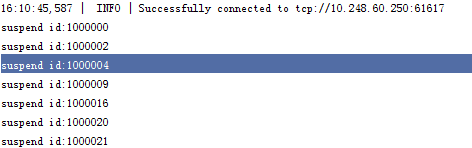 16:10:45,587 |  INFO | Successfully connected to tcp://10.248.60.250:61617
suspend id:1000000
suspend id:1000002
suspend id:1000004
suspend id:1000009
suspend id:1000016
suspend id:1000020
suspend id:1000021